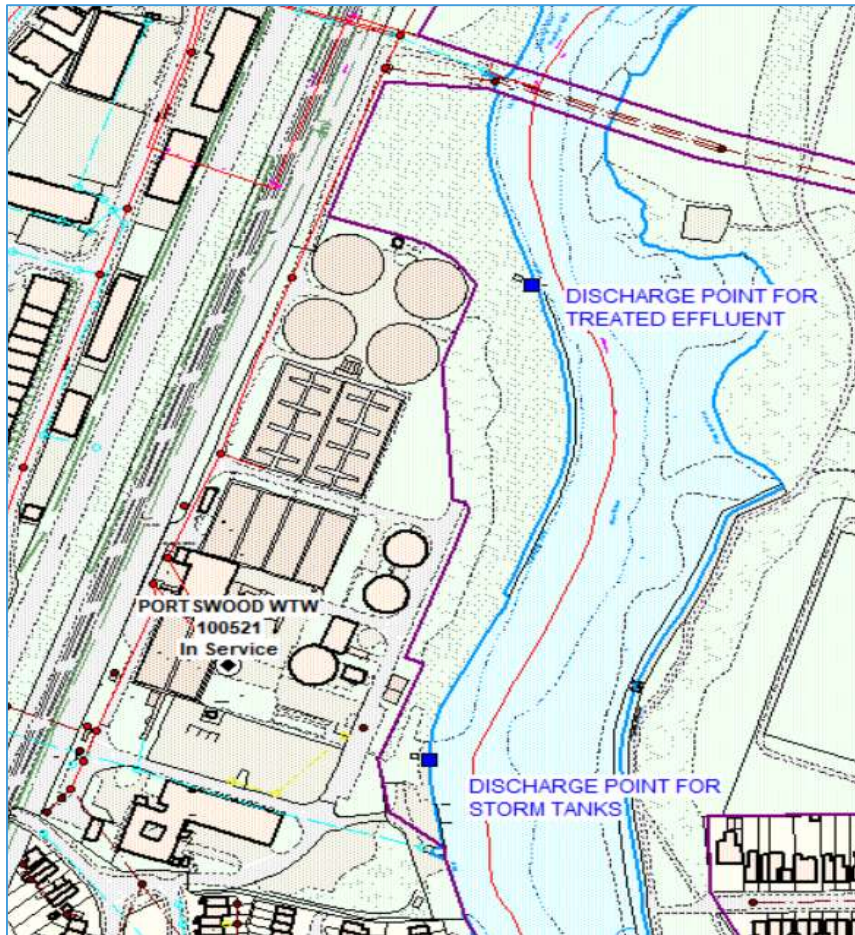 DISCHARGE POINT FOR
TREATED EFFLUENT
PORTSWOOD WTW
100521
In Service
DISCHARGE POINT FOR
STORM TANKS